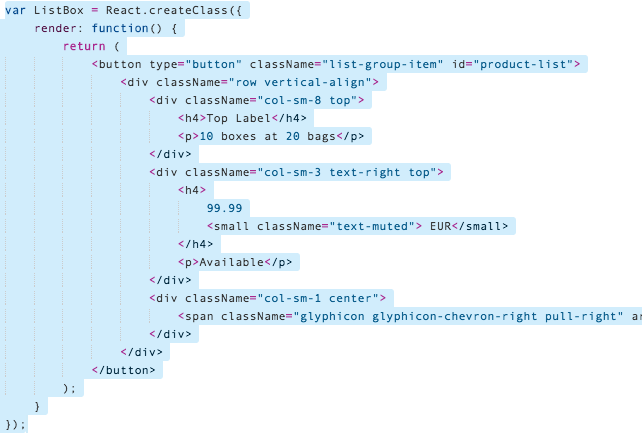 var ListBox = React.createClass({
    render: function() {
        return (
            <button type="button" className="list-group-item" id="product-list">
                <div className="row vertical-align">
                    <div className="col-sm-8 top">
                        <h4>Top Label</h4>
                        <p>10 boxes at 20 bags</p>
                    </div>
                    <div className="col-sm-3 text-right top">
                        <h4>
                            99.99
                            <small className="text-muted"> EUR</small>
                        </h4>
                        <p>Available</p>
                    </div>
                    <div className="col-sm-1 center">
                        <span className="glyphicon glyphicon-chevron-right pull-right"
                    </div>
                </div>
            </button>
        );
    }
});